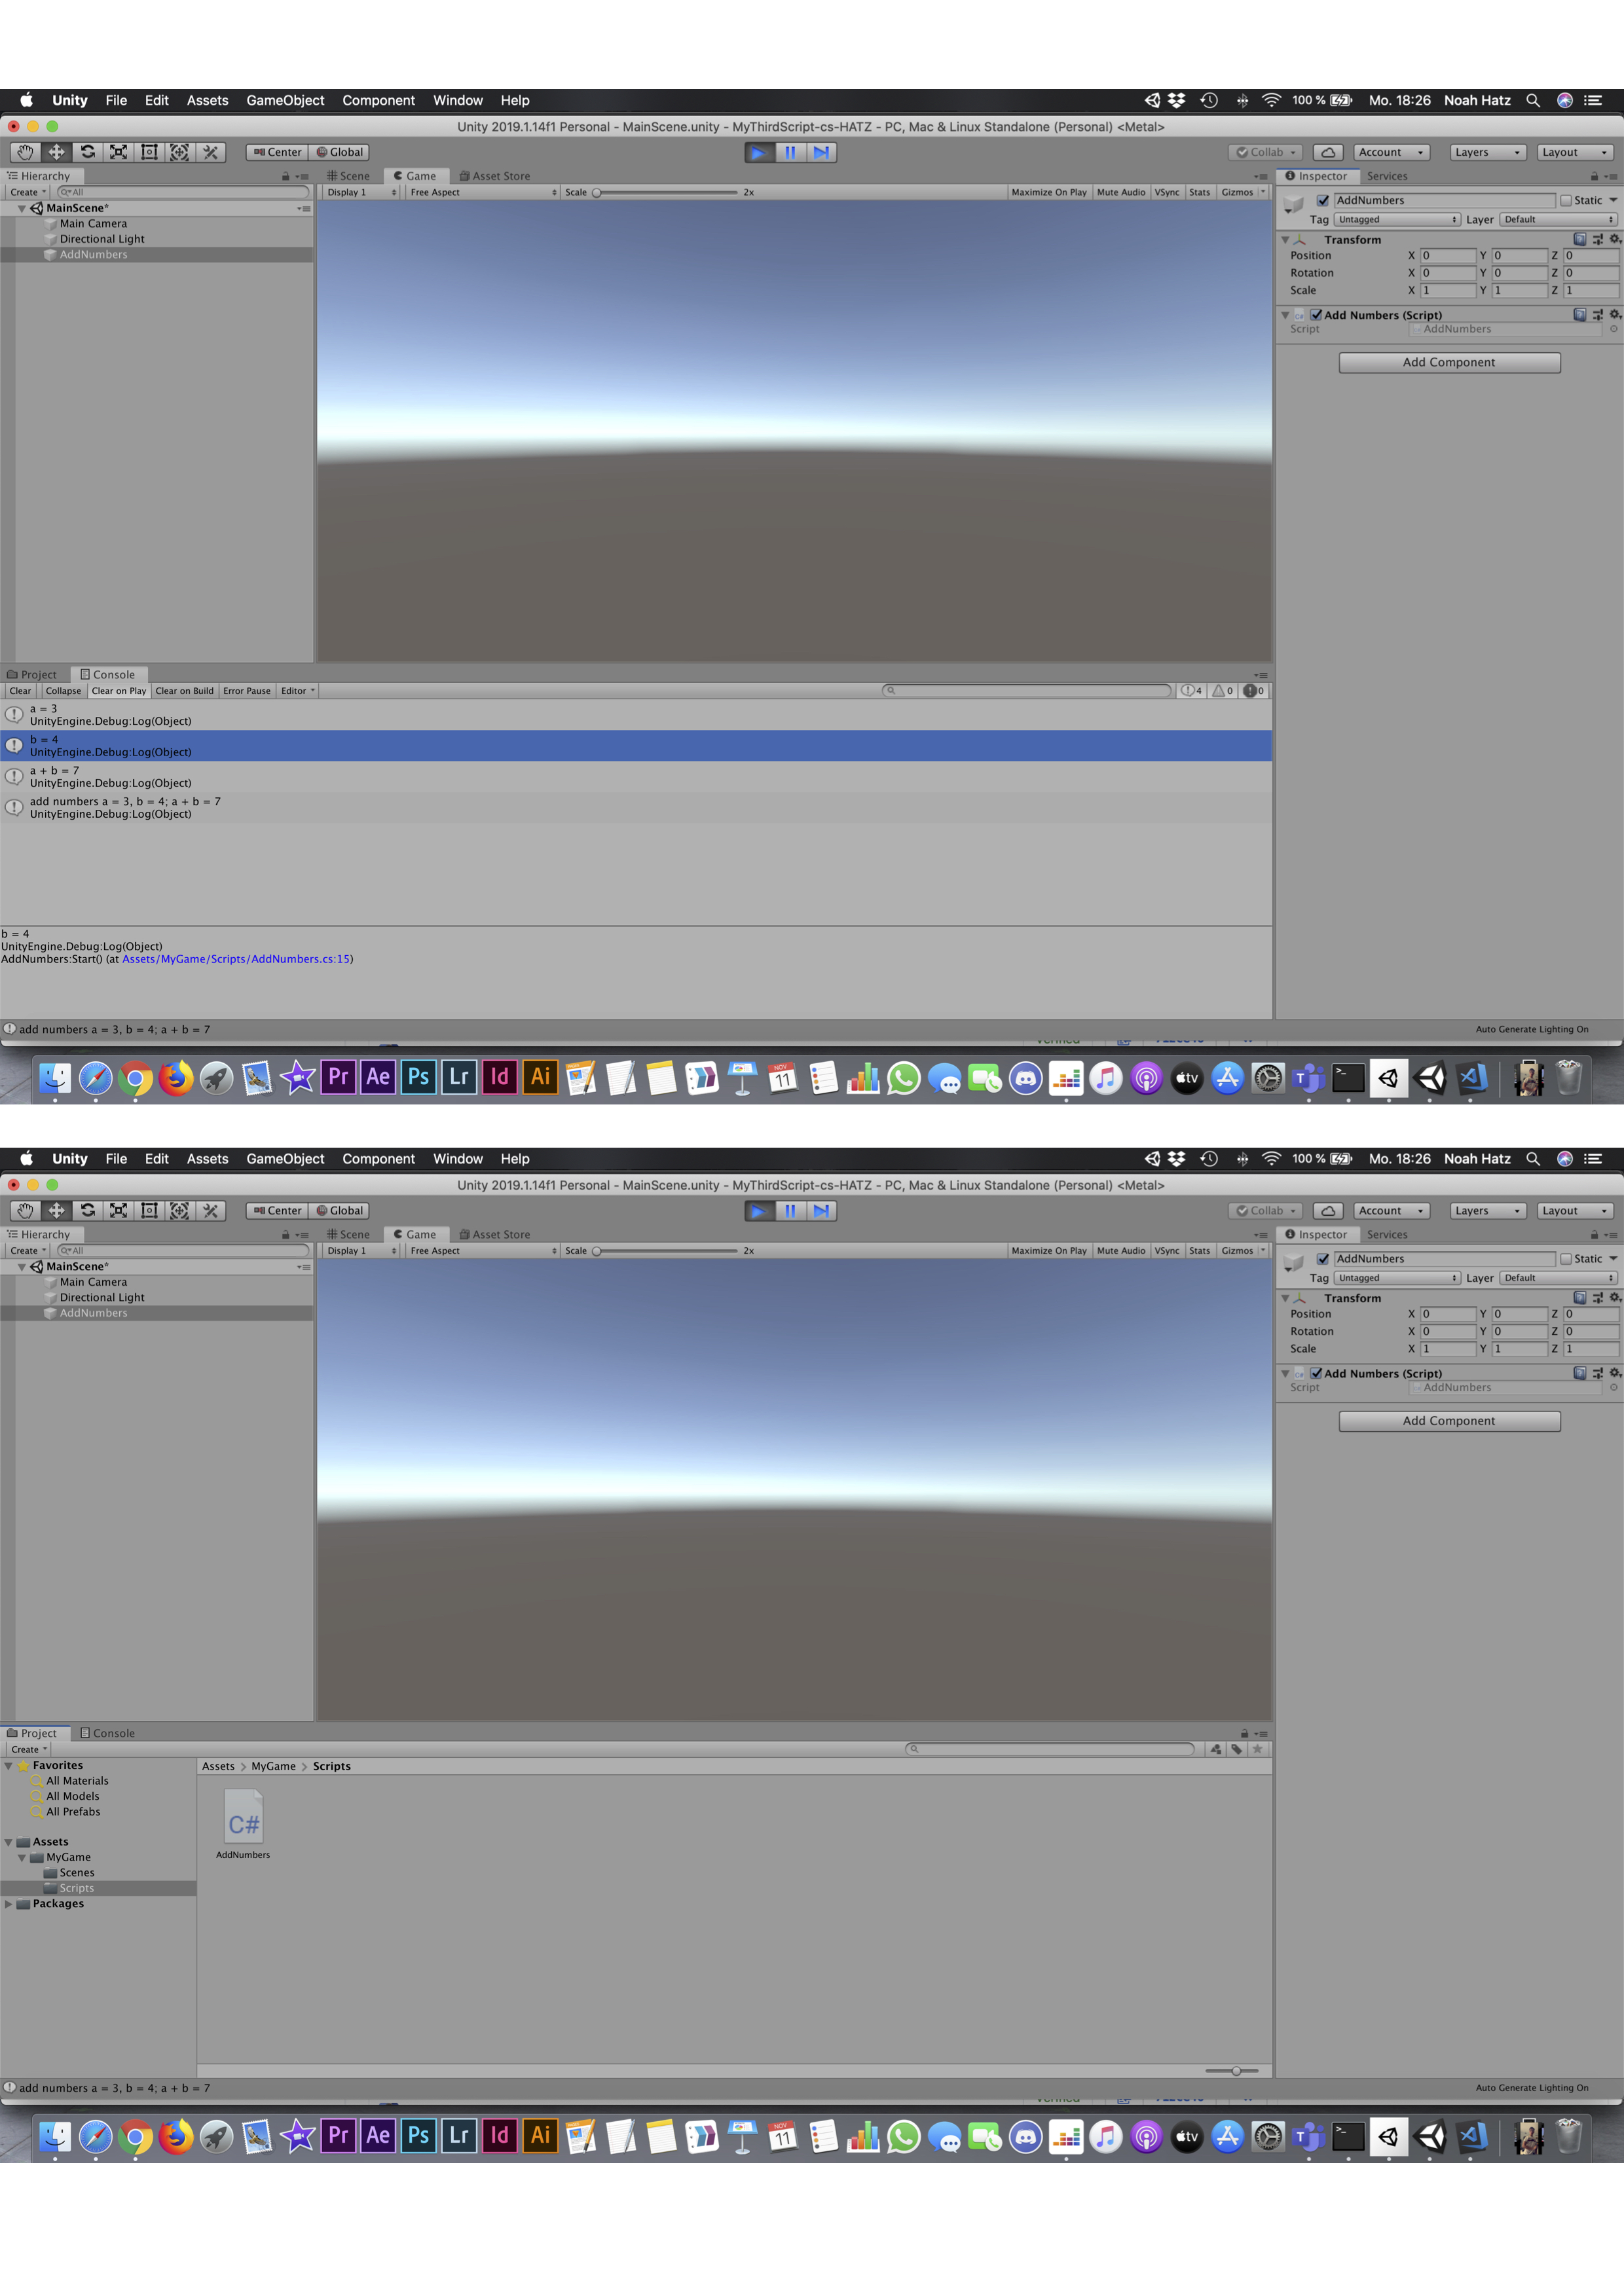 Unity File Edit Assets GameObject Component Window Help 100 % Mo. 18:26 Noah Hatz
Unity 2019.1.14f1 Personal - MainScene.unity - MyThirdScript-cs-HATZ - PC, Mac & Linux Standalone (Personal) <Metal>
Center Global Collab Account Layers Layout
Hierarchy Scene Game Asset Store Inspector Services
Create All Display 1 Free Aspect Scale 2x Maximize On Play Mute Audio VSync Stats Gizmos AddNumbers Static
MainScene*
Main Camera
Directional Light
AddNumbers
Tag Untagged Layer Default
Transform
Position X 0 Y 0 Z 0
Rotation X 0 Y 0 Z 0
Scale X 1 Y 1 Z 1
Add Numbers (Script)
Script AddNumbers
Add Component
Project Console
Clear Collapse Clear on Play Clear on Build Error Pause Editor 4 0 0
a = 3
UnityEngine.Debug:Log(Object)
b = 4
UnityEngine.Debug:Log(Object)
a + b = 7
UnityEngine.Debug:Log(Object)
add numbers a = 3, b = 4; a + b = 7
UnityEngine.Debug:Log(Object)
b = 4
UnityEngine.Debug:Log(Object)
AddNumbers:Start() (at Assets/MyGame/Scripts/AddNumbers.cs:15)
add numbers a = 3, b = 4; a + b = 7 Auto Generate Lighting On
Pr Ae Ps Lr Id Ai NOV 11 tv T
Unity File Edit Assets GameObject Component Window Help 100 % Mo. 18:26 Noah Hatz
Unity 2019.1.14f1 Personal - MainScene.unity - MyThirdScript-cs-HATZ - PC, Mac & Linux Standalone (Personal) <Metal>
Center Global Collab Account Layers Layout
Hierarchy Scene Game Asset Store Inspector Services
Create All Display 1 Free Aspect Scale 2x Maximize On Play Mute Audio VSync Stats Gizmos AddNumbers Static
MainScene*
Main Camera
Directional Light
AddNumbers
Tag Untagged Layer Default
Transform
Position X 0 Y 0 Z 0
Rotation X 0 Y 0 Z 0
Scale X 1 Y 1 Z 1
Add Numbers (Script)
Script AddNumbers
Add Component
Project Console
Create
Favorites
All Materials
All Models
All Prefabs
Assets
MyGame
Scenes
Scripts
Packages
Assets > MyGame > Scripts
C#
AddNumbers
add numbers a = 3, b = 4; a + b = 7 Auto Generate Lighting On
Pr Ae Ps Lr Id Ai NOV 11 tv T